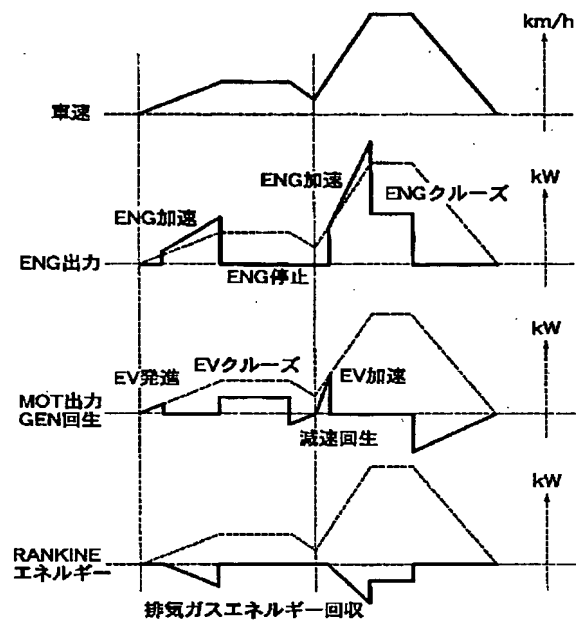 km/h
車速
kW
ENG加速
ENGクルーズ
ENG加速
ENG出力
ENG停止
kW
EV発進
EVクルーズ
EV加速
MOT出力
GEN回生
減速回生
kW
RANKINE
エネルギー
排気ガスエネルギー回収